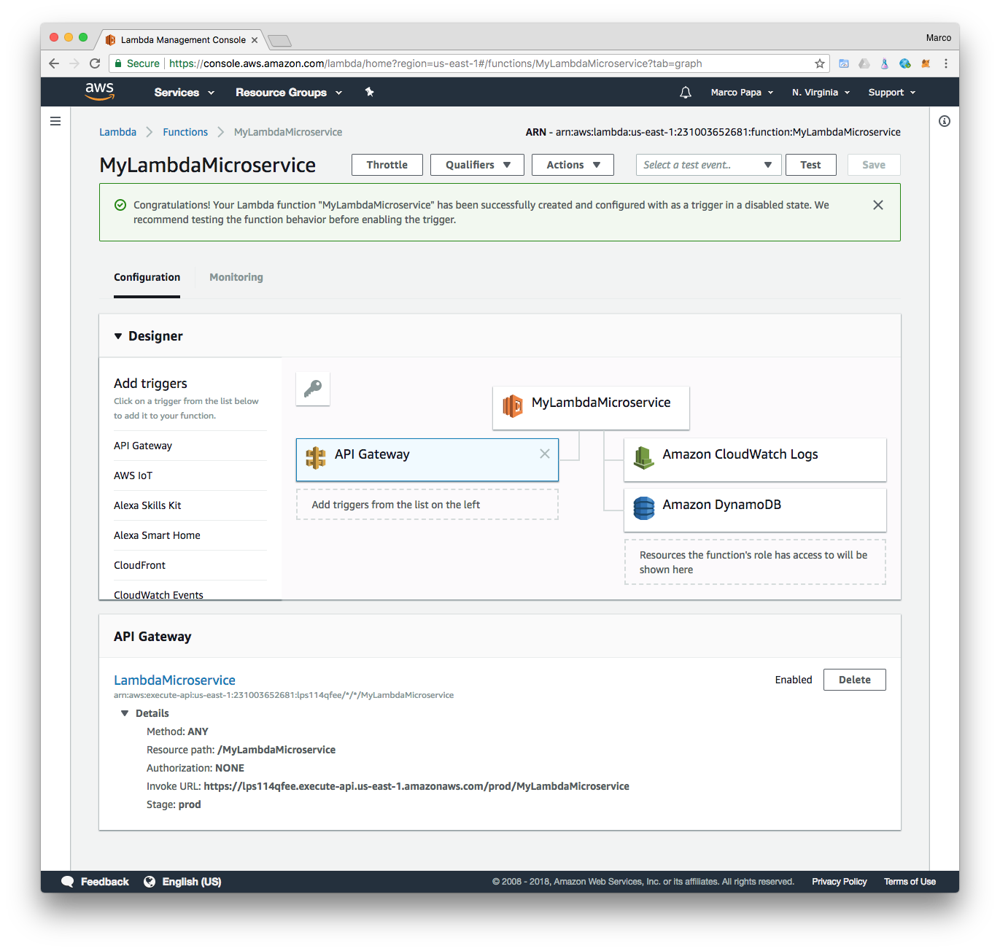 Lambda Management Console
Marco
Secure https://console.aws.amazon.com/lambda/home?region=us-east-1#/functions/MyLambdaMicroservice?tab=graph
aws Services Resource Groups Marco Papa N. Virginia Support
Lambda Functions MyLambdaMicroservice ARN - arn:aws:lambda:us-east-1:231003652681:function:MyLambdaMicroservice
MyLambdaMicroservice Throttle Qualifiers Actions Select a test event.. Test Save
Congratulations! Your Lambda function "MyLambdaMicroservice" has been successfully created and configured with as a trigger in a disabled state. We
recommend testing the function behavior before enabling the trigger.
Configuration Monitoring
Designer
Add triggers
Click on a trigger from the list below
to add it to your function.
API Gateway
AWS IoT
Alexa Skills Kit
Alexa Smart Home
CloudFront
CloudWatch Events
MyLambdaMicroservice
API Gateway
Add triggers from the list on the left
Amazon CloudWatch Logs
Amazon DynamoDB
Resources the function's role has access to will be
shown here
API Gateway
LambdaMicroservice Enabled Delete
arn:aws:execute-api:us-east-1:231003652681:lps114qfee/*/*/MyLambdaMicroservice
Details
Method: ANY
Resource path: /MyLambdaMicroservice
Authorization: NONE
Invoke URL: https://lps114qfee.execute-api.us-east-1.amazonaws.com/prod/MyLambdaMicroservice
Stage: prod
Feedback English (US) © 2008 - 2018, Amazon Web Services, Inc. or its affiliates. All rights reserved. Privacy Policy Terms of Use